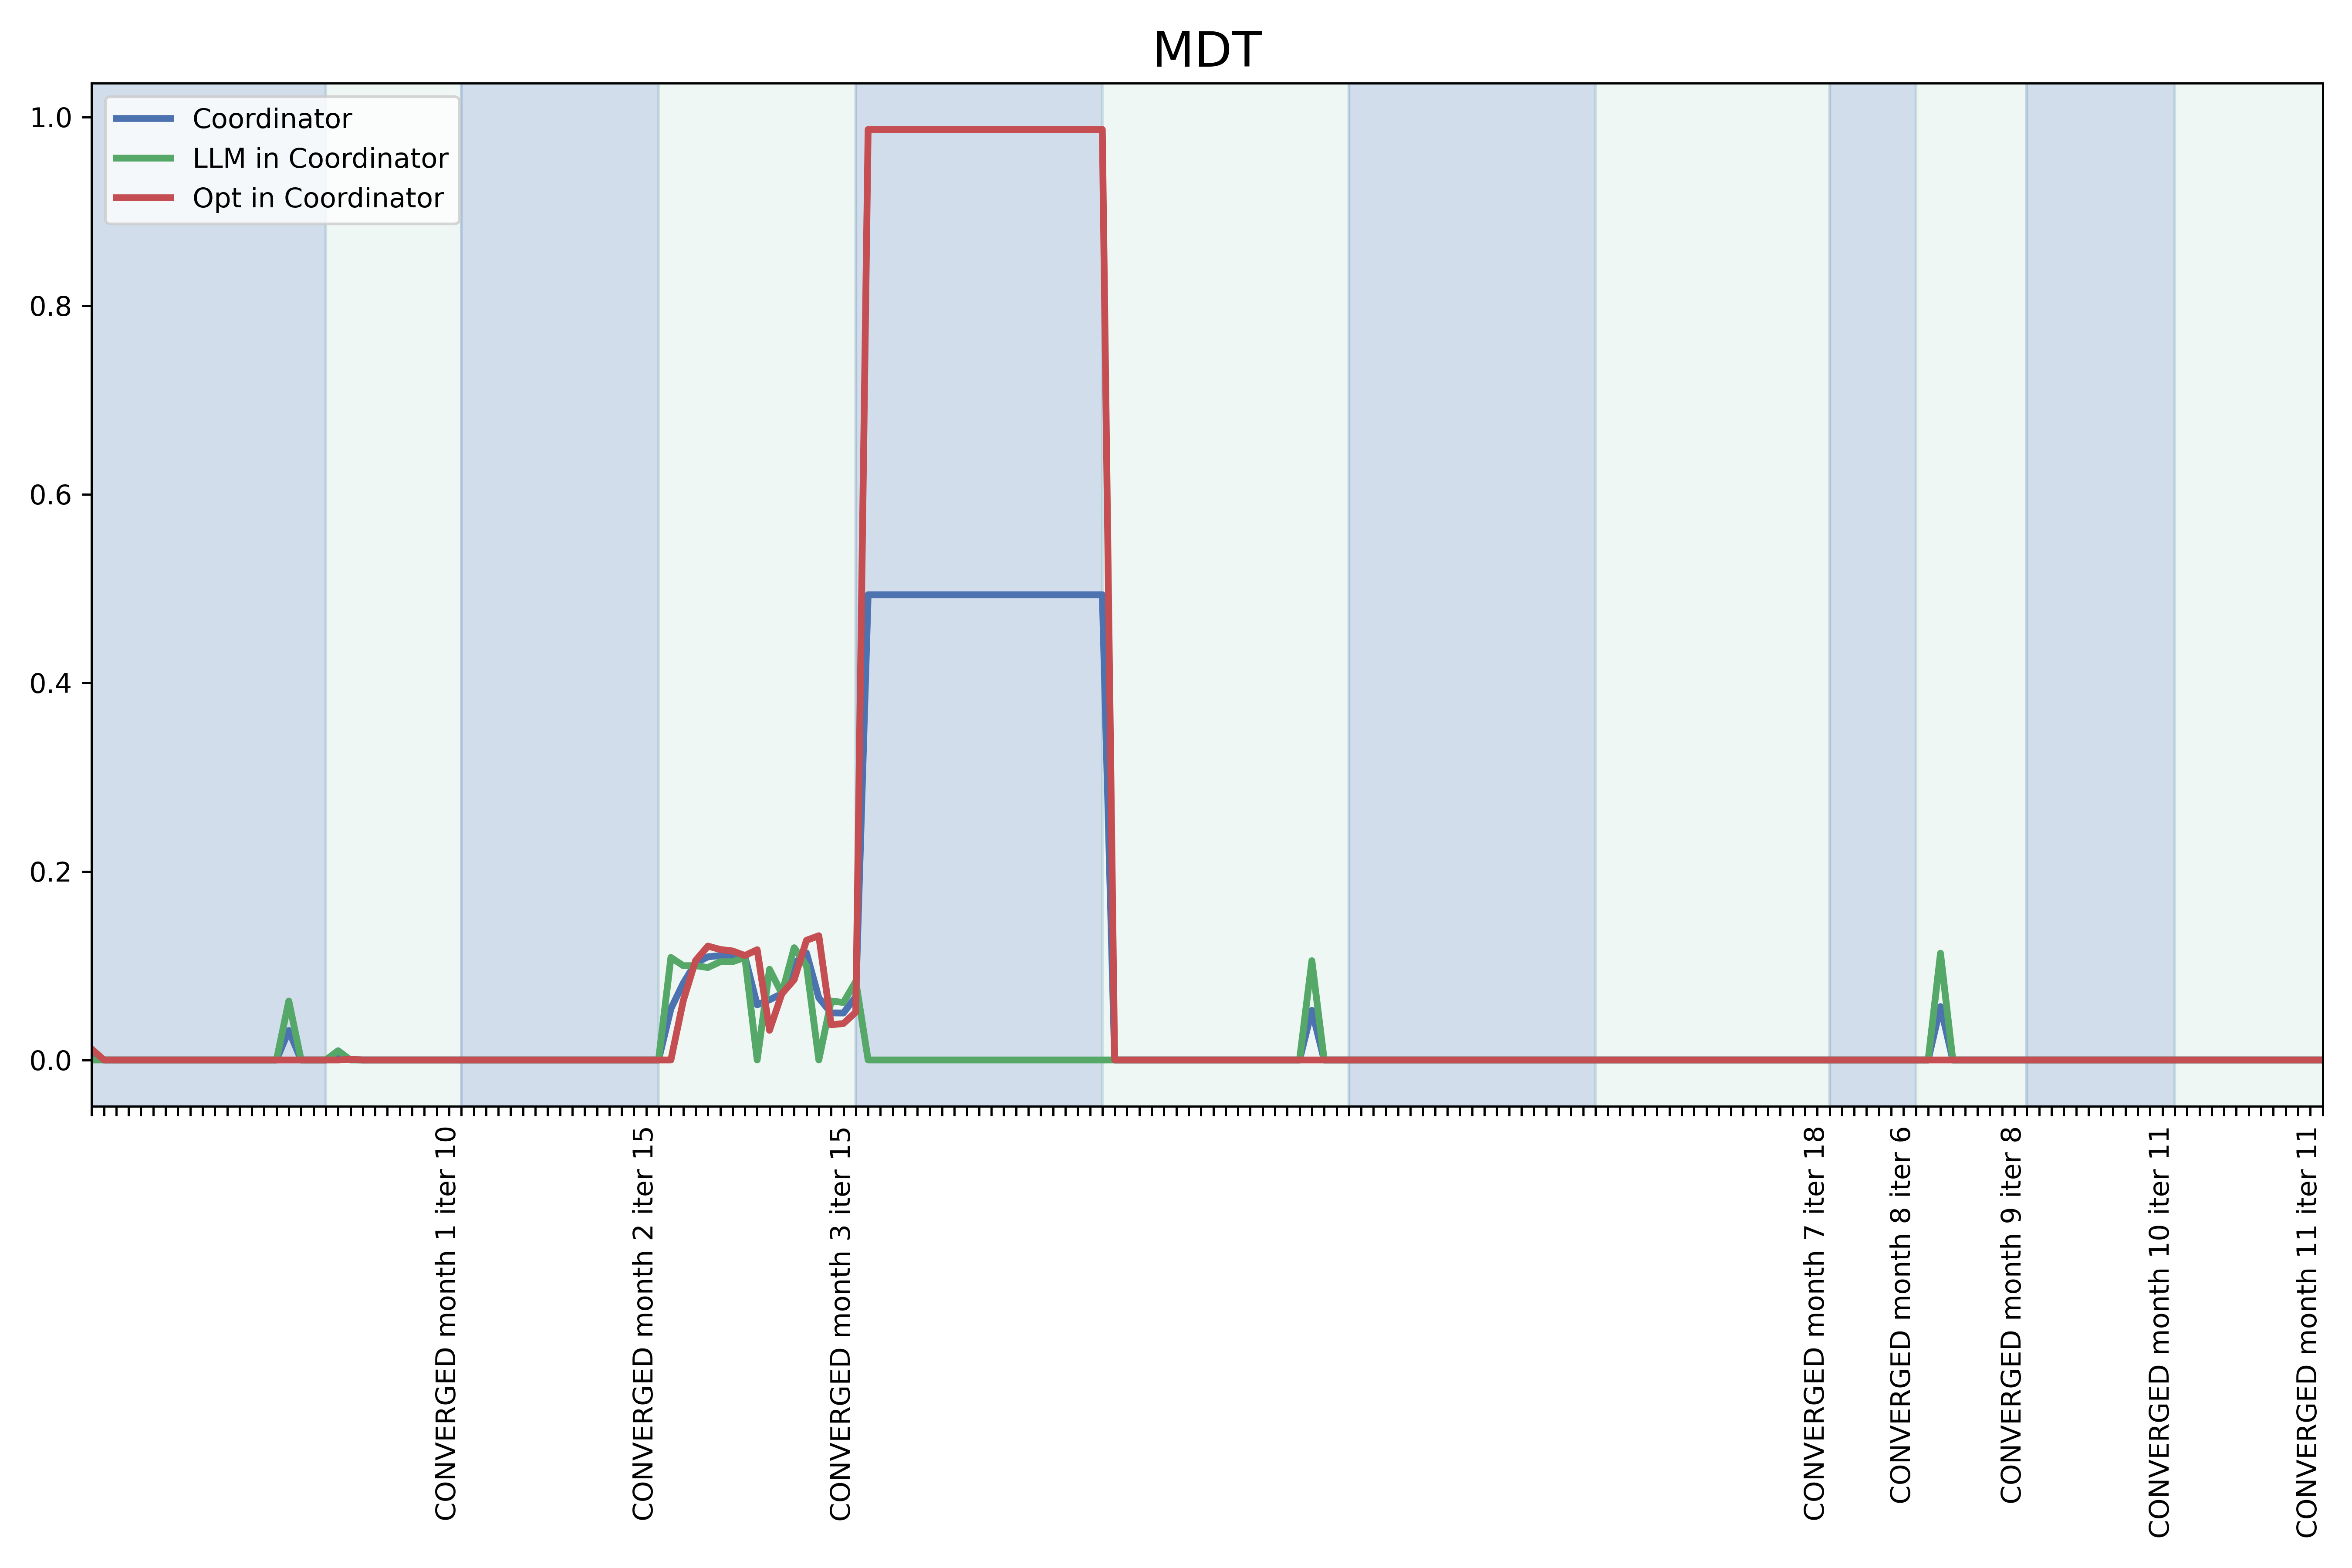 MDT
Coordinator
LLM in Coordinator
Opt in Coordinator
1.0
0.8
0.6
0.4
0.2
0.0
CONVERGED month 1 iter 10
CONVERGED month 2 iter 15
CONVERGED month 3 iter 15
CONVERGED month 7 iter 18
CONVERGED month 8 iter 6
CONVERGED month 9 iter 8
CONVERGED month 10 iter 11
CONVERGED month 11 iter 11